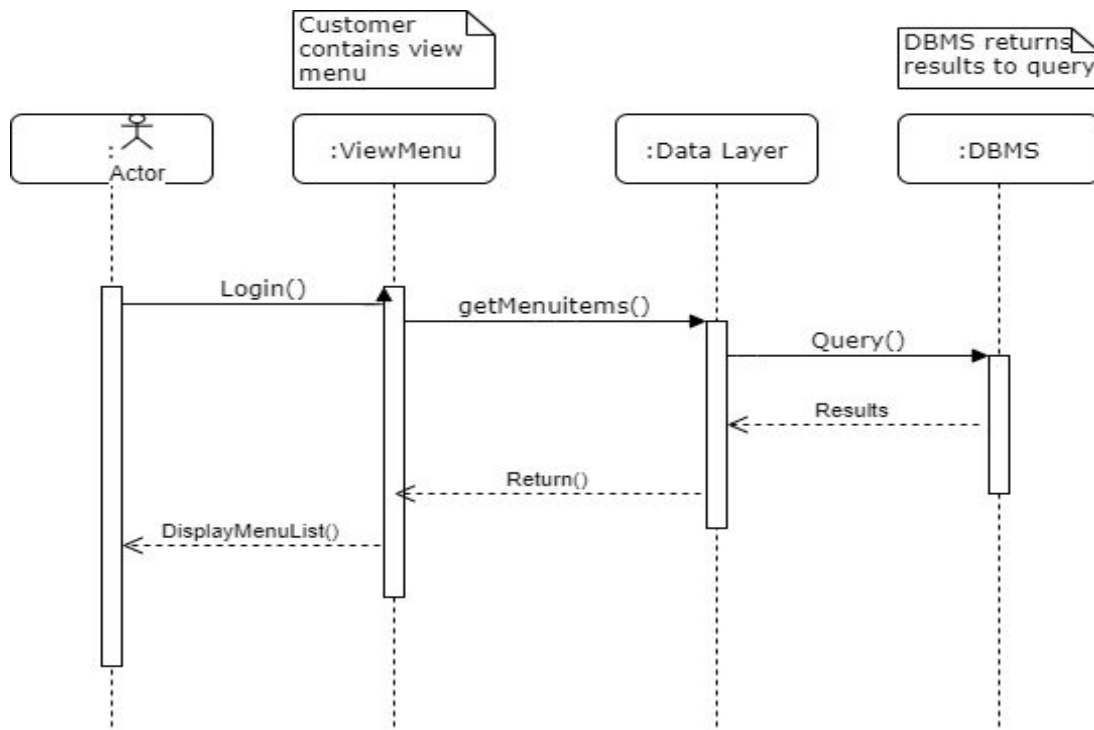 Customer
contains view
menu
DBMS returns
results to query
:
Actor
:ViewMenu
:Data Layer
:DBMS
Login()
getMenuitems()
Query()
Results
Return()
DisplayMenuList()